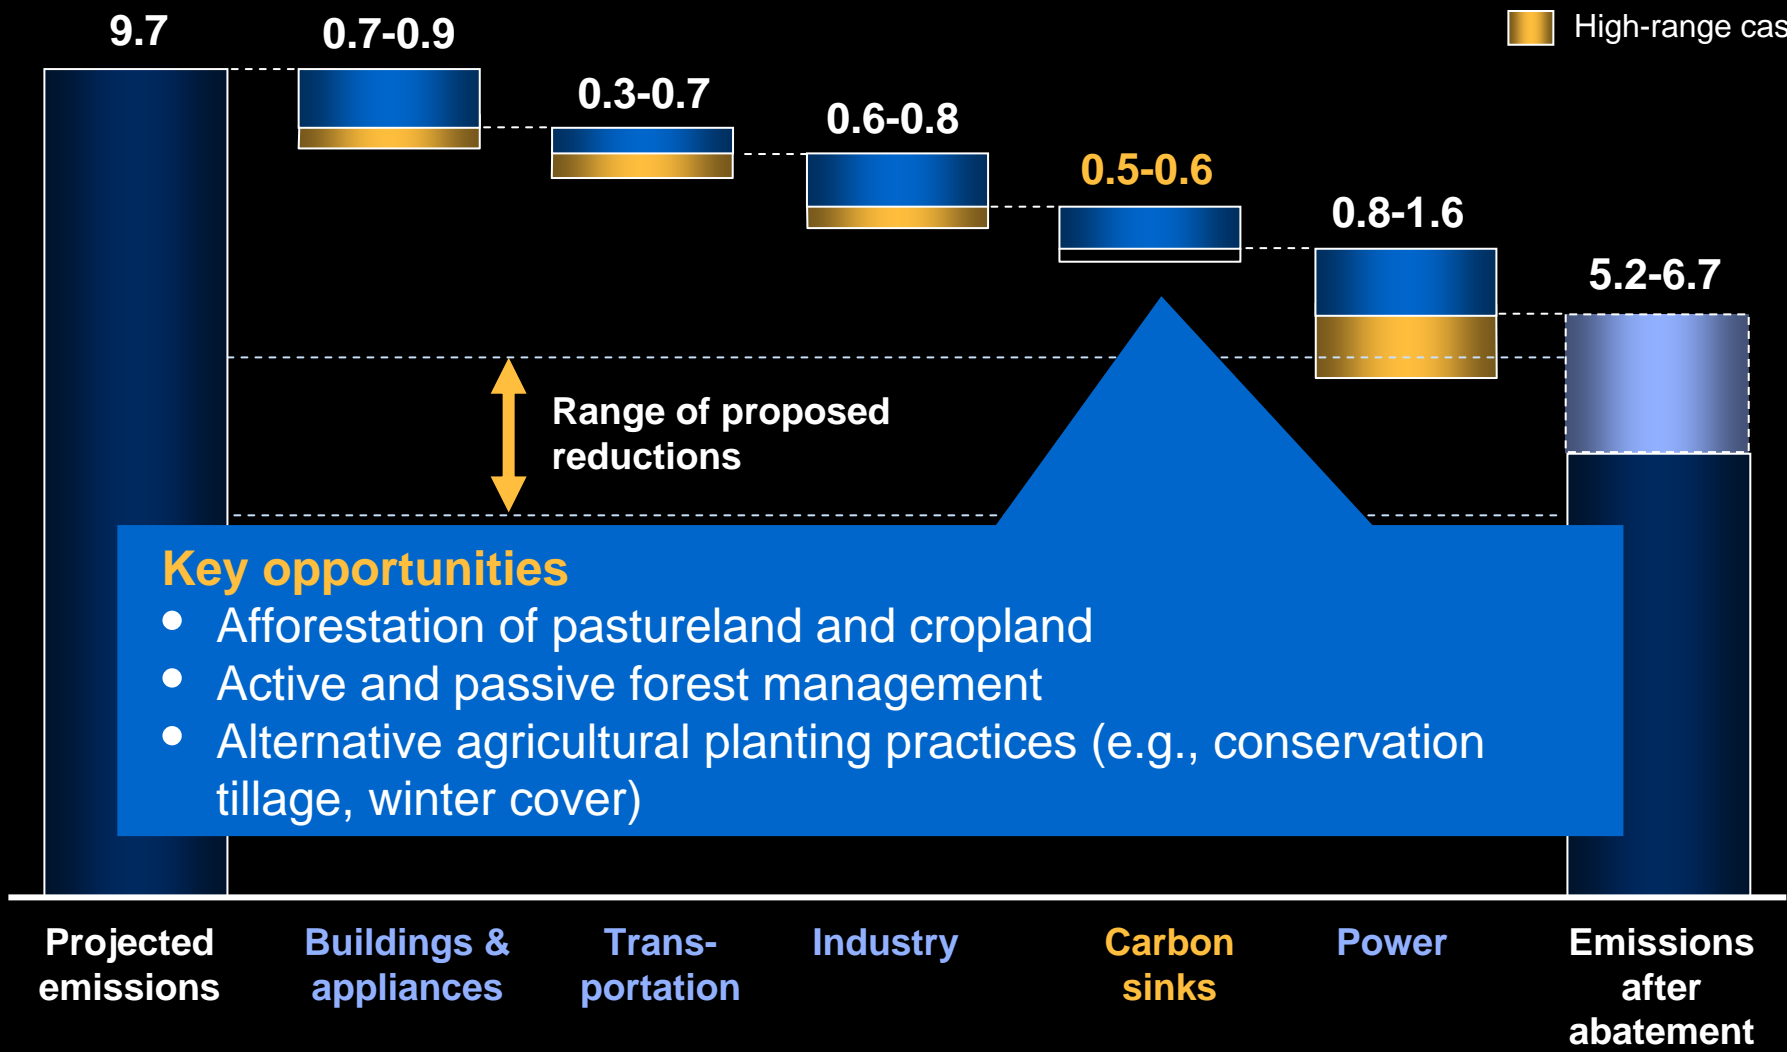 High-range cas
9.7
0.7-0.9
0.3-0.7
0.6-0.8
0.5-0.6
0.8-1.6
5.2-6.7
Range of proposed
reductions
Key opportunities
• Afforestation of pastureland and cropland
• Active and passive forest management
• Alternative agricultural planting practices (e.g., conservation
tillage, winter cover)
Projected
emissions
Buildings &
appliances
Trans-
portation
Industry
Carbon
sinks
Power
Emissions
after
abatement